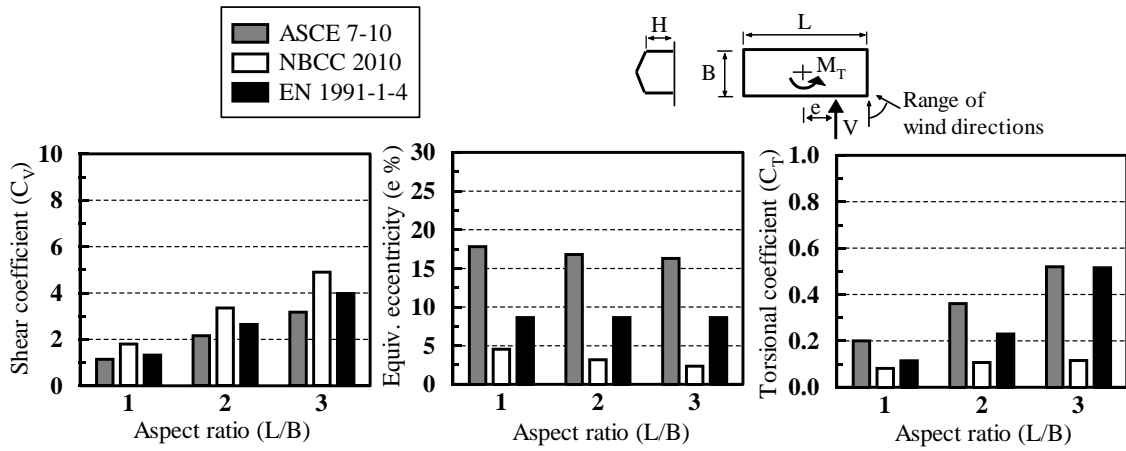 ASCE 7-10
NBCC 2010
EN 1991-1-4
H
L
B
M_T
e
V
Range of
wind directions
Shear coefficient (C_V)
10
8
6
4
2
0
1 2 3
Aspect ratio (L/B)
Equiv. eccentricity (e %)
30
25
20
15
10
5
0
1 2 3
Aspect ratio (L/B)
Torsional coefficient (C_T)
1.0
0.8
0.6
0.4
0.2
0.0
1 2 3
Aspect ratio (L/B)